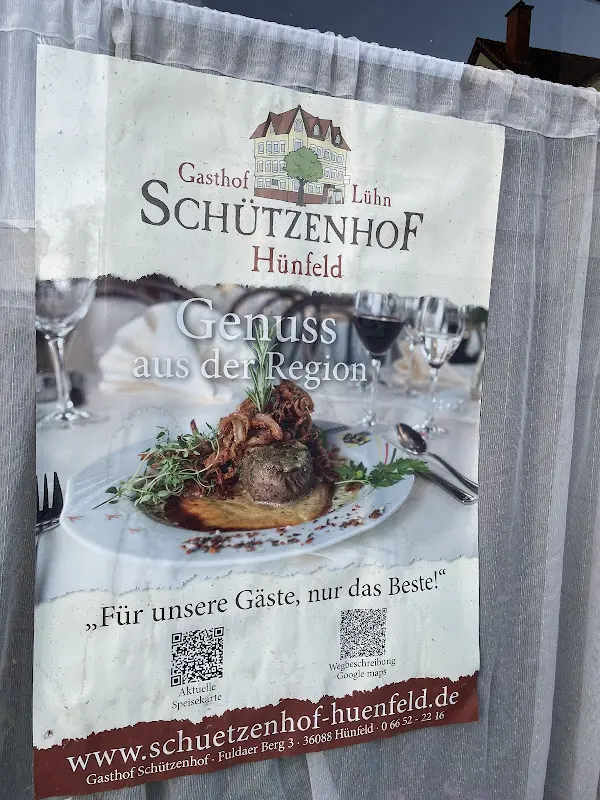 Gasthof Lühn
SCHÜTZENHOF
Hünfeld
Genuss
aus der Region
„Für unsere Gäste, nur das Beste!“
Aktuelle
Speisekarte
Wegbeschreibung
Google maps
www.schuetzenhof-huenfeld.de
Gasthof Schützenhof · Fuldaer Berg 3 · 36088 Hünfeld · 0 66 52 - 22 16